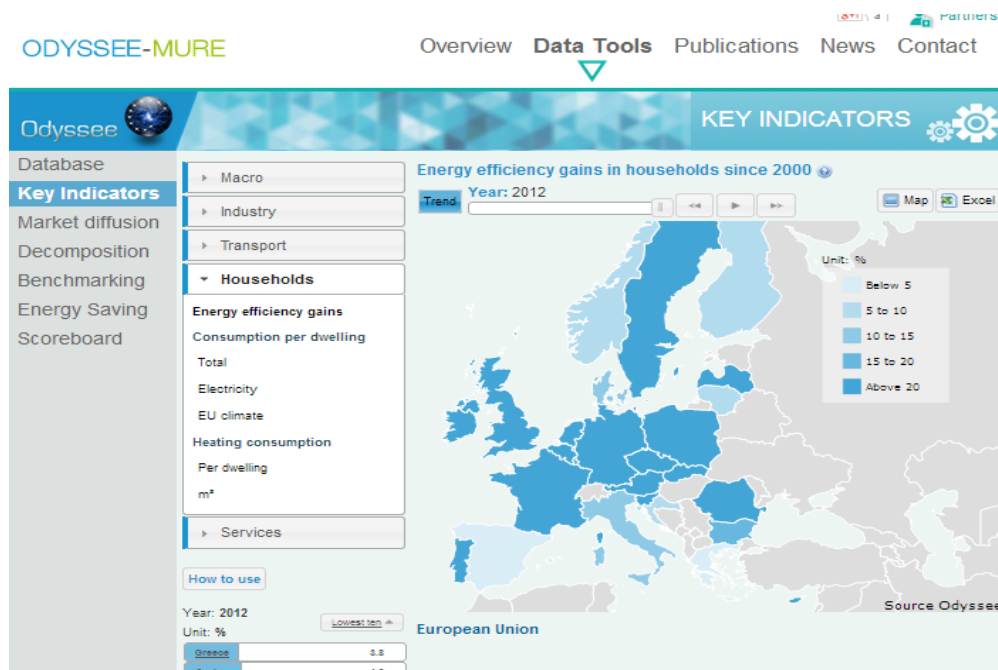 Partners
ODYSSEE-MURE
Overview Data Tools Publications News Contact
Odyssee
KEY INDICATORS
Database
Key Indicators
Market diffusion
Decomposition
Benchmarking
Energy Saving
Scoreboard
Macro
Industry
Transport
Households
Energy efficiency gains
Consumption per dwelling
Total
Electricity
EU climate
Heating consumption
Per dwelling
m²
Services
How to use
Year: 2012
Unit: %
Lowest ten
Greece 3.8
Energy efficiency gains in households since 2000
Trend
Year: 2012
Map Excel
Unit: %
Below 5
5 to 10
10 to 15
15 to 20
Above 20
Source Odyssee
European Union